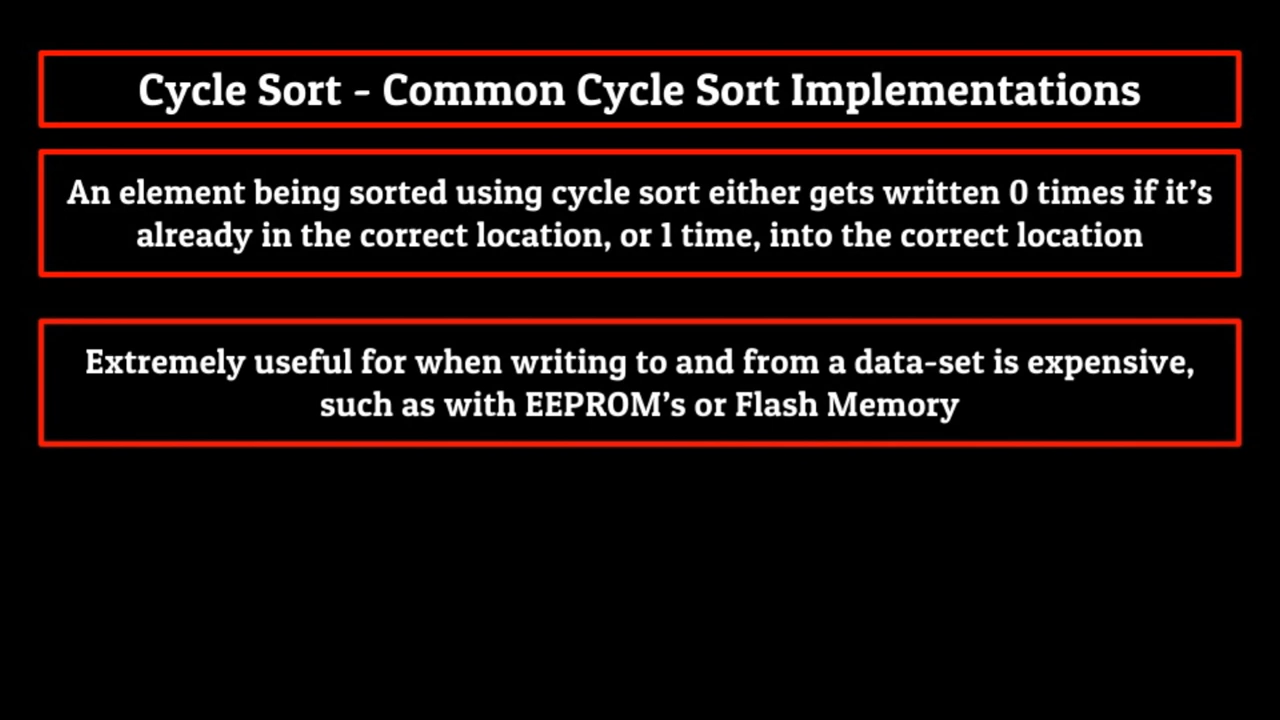 Cycle Sort - Common Cycle Sort Implementations
An element being sorted using cycle sort either gets written 0 times if it’s
already in the correct location, or 1 time, into the correct location
Extremely useful for when writing to and from a data-set is expensive,
such as with EEPROM’s or Flash Memory